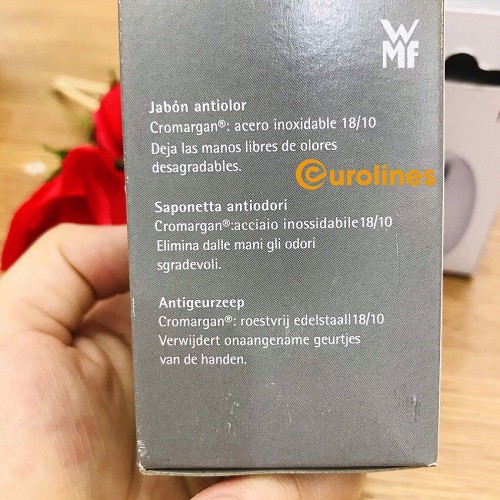 WMF
Jabón antiolor
Cromargan®: acero inoxidable 18/10
Deja las manos libres de olores
desagradables.
eurolines
Saponetta antiodori
Cromargan®:acciaio inossidabile18/10
Elimina dalle mani gli odori
sgradevoli.
Antigeurzeep
Cromargan®: roestvrij edelstaall18/10
Verwijdert onaangename geurtjes
van de handen.